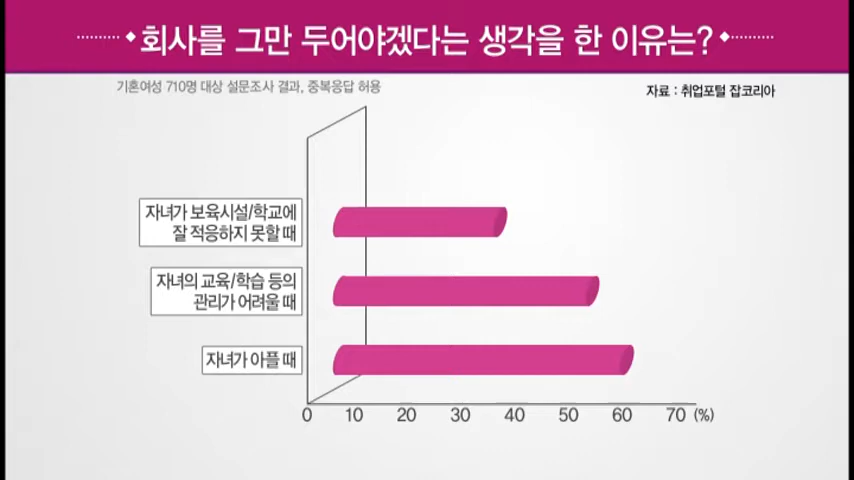 회사를 그만 두어야겠다는 생각을 한 이유는?
기혼여성 710명 대상 설문조사 결과, 중복응답 허용
자료 : 취업포털 잡코리아
자녀가 보육시설/학교에
잘 적응하지 못할 때
자녀의 교육/학습 등의
관리가 어려울 때
자녀가 아플 때
0 10 20 30 40 50 60 70 (%)